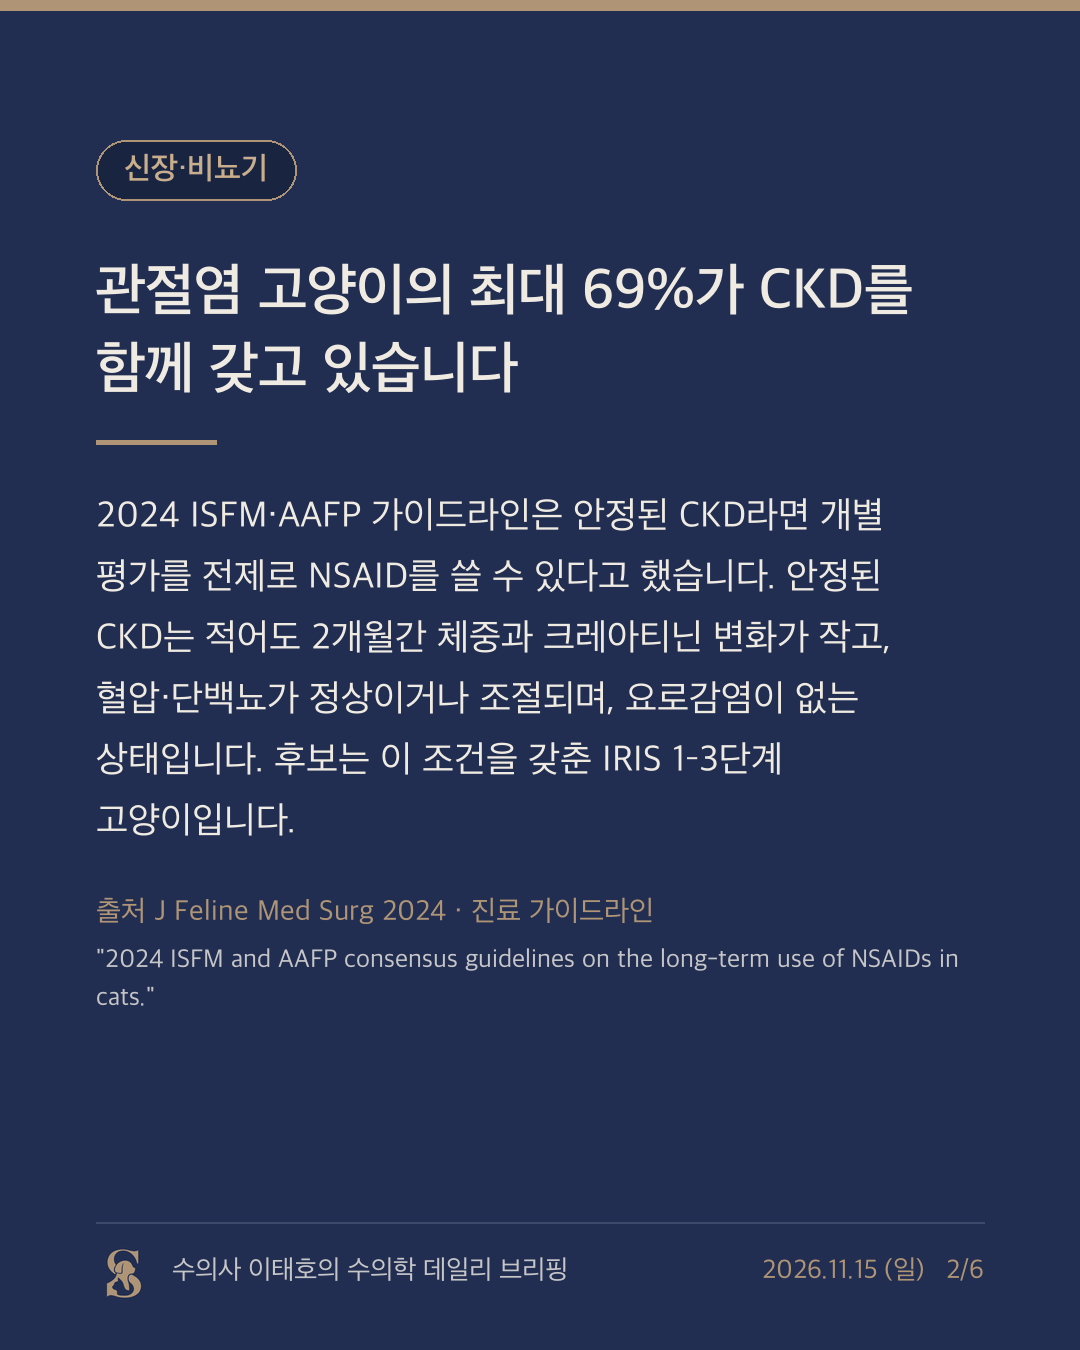 신장·비뇨기
관절염 고양이의 최대 69%가 CKD를
함께 갖고 있습니다
2024 ISFM·AAFP 가이드라인은 안정된 CKD라면 개별
평가를 전제로 NSAID를 쓸 수 있다고 했습니다. 안정된
CKD는 적어도 2개월간 체중과 크레아티닌 변화가 작고,
혈압·단백뇨가 정상이거나 조절되며, 요로감염이 없는
상태입니다. 후보는 이 조건을 갖춘 IRIS 1-3단계
고양이입니다.
출처 J Feline Med Surg 2024 · 진료 가이드라인
"2024 ISFM and AAFP consensus guidelines on the long-term use of NSAIDs in
cats."
수의사 이태호의 수의학 데일리 브리핑
2026.11.15 (일) 2/6